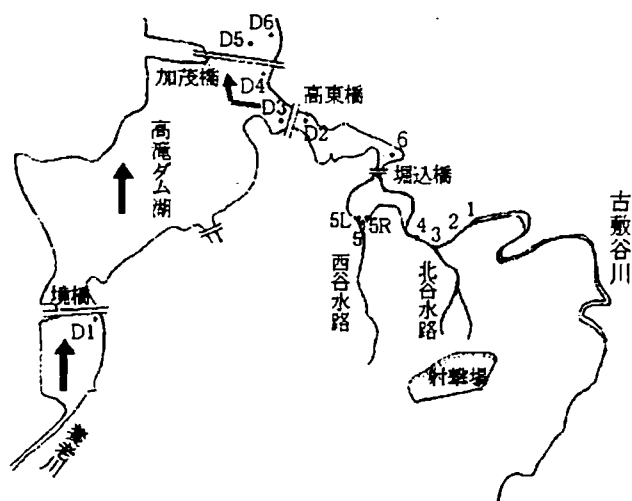 D6
D5
加茂橋
D4
高東橋
D3
D2
6
堀込橋
高滝ダム湖
1
2
3
4
5L
5R
5
古敷谷川
西谷水路
北谷水路
境橋
D1
射撃場
養老川